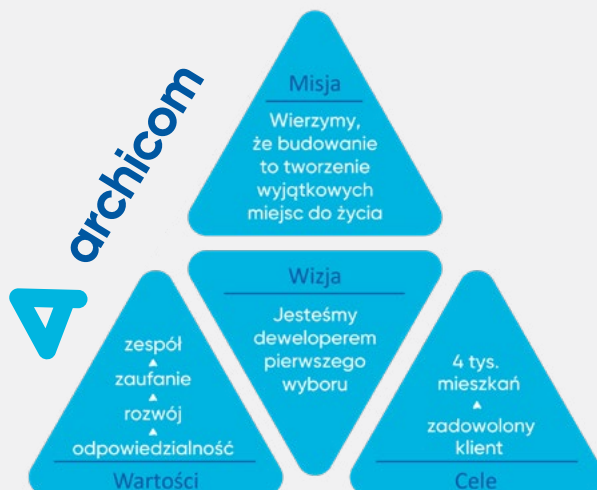 archicom
Misja
Wierzymy,
że budowanie
to tworzenie
wyjątkowych
miejsc do życia
Wizja
Jesteśmy
deweloperem
pierwszego
wyboru
zespół
zaufanie
rozwój
odpowiedzialność
Wartości
4 tys.
mieszkań
zadowolony
klient
Cele